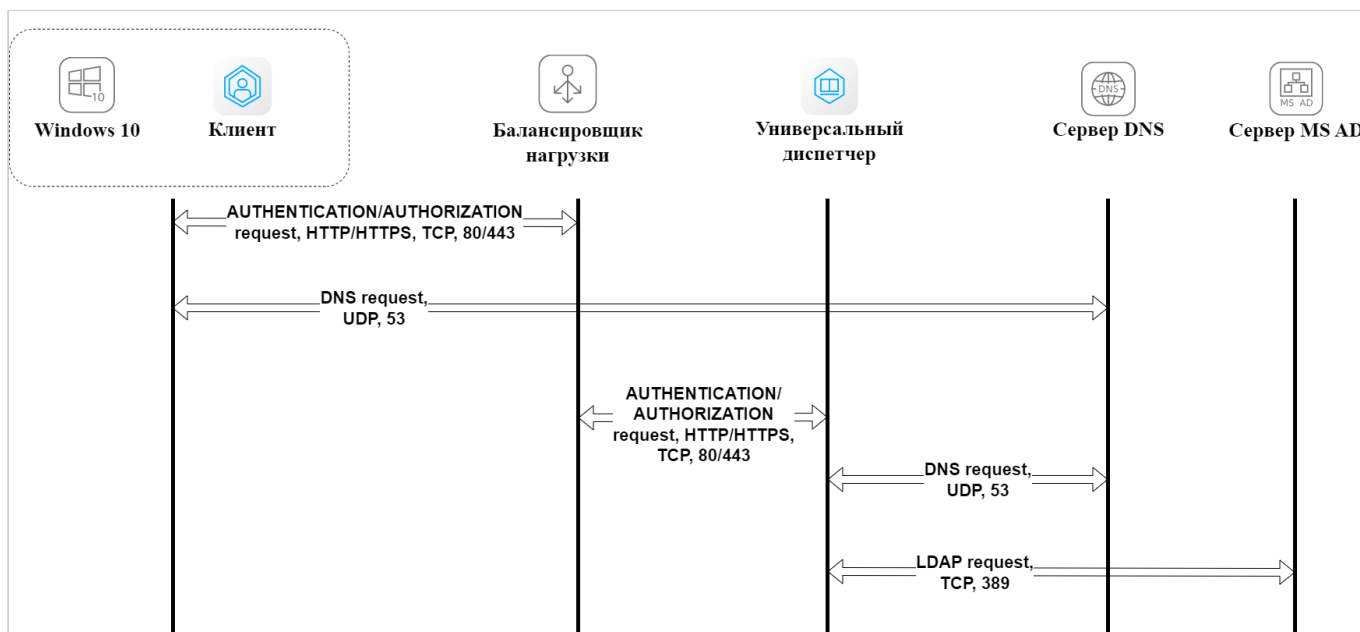 10
DNS
MS AD
Windows 10
Клиент
Балансировщик
нагрузки
Универсальный
диспетчер
Сервер DNS
Сервер MS AD
AUTHENTICATION/AUTHORIZATION
request, HTTP/HTTPS, TCP, 80/443
DNS request,
UDP, 53
AUTHENTICATION/
AUTHORIZATION
request, HTTP/HTTPS,
TCP, 80/443
DNS request,
UDP, 53
LDAP request,
TCP, 389